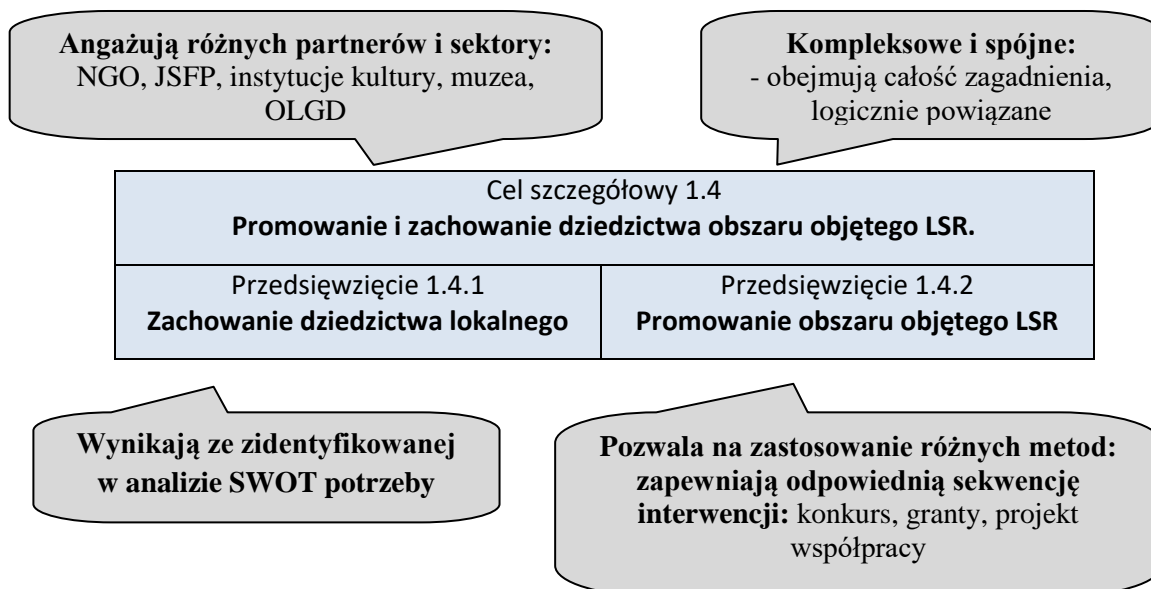 Angażują różnych partnerów i sektory:
NGO, JSFP, instytucje kultury, muzea,
OLGD
Kompleksowe i spójne:
- obejmują całość zagadnienia,
logicznie powiązane
Cel szczegółowy 1.4
Promowanie i zachowanie dziedzictwa obszaru objętego LSR.
Przedsięwzięcie 1.4.1
Zachowanie dziedzictwa lokalnego
Przedsięwzięcie 1.4.2
Promowanie obszaru objętego LSR
Wynikają ze zidentyfikowanej
w analizie SWOT potrzeby
Pozwala na zastosowanie różnych metod:
zapewniają odpowiednią sekwencję
interwencji: konkurs, granty, projekt
współpracy